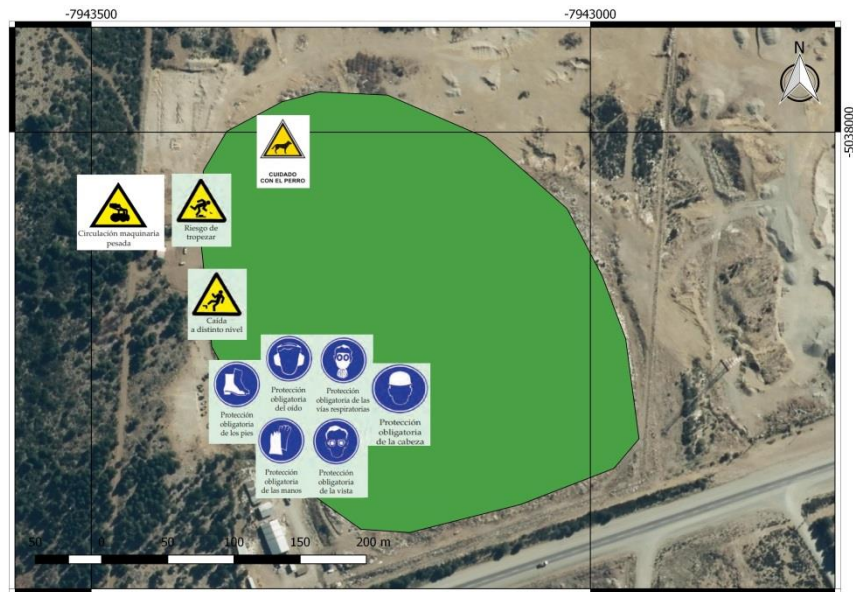 -7943500
-7943000
N
-5038000
CUIDADO
CON EL PERRO
Circulación maquinaria
pesada
Riesgo de
tropezar
Caída
a distinto nivel
Protección
obligatoria
de los pies
Protección
obligatoria
del oído
Protección
obligatoria de las
vías respiratorias
Protección
obligatoria
de la cabeza
Protección
obligatoria
de las manos
Protección
obligatoria
de la vista
50 0 50 100 150 200 m